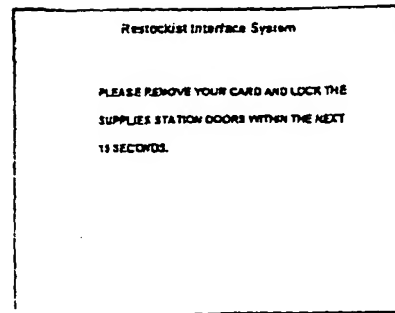 Restockist Interface System
PLEASE REMOVE YOUR CARD AND LOCK THE
SUPPLIES STATION DOORS WITHIN THE NEXT
15 SECONDS.